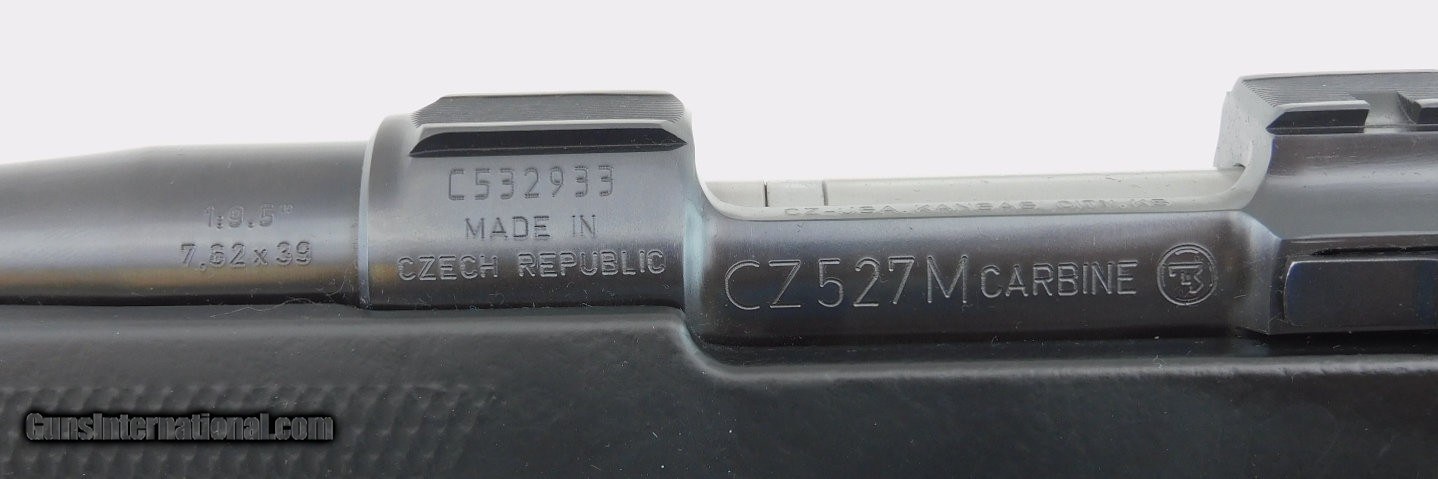 1:9.5"
7,62x39
C532933
MADE IN
CZECH REPUBLIC
CZ-USA, KANSAS CITY, KS
CZ 527 M CARBINE
GunsInternational.com